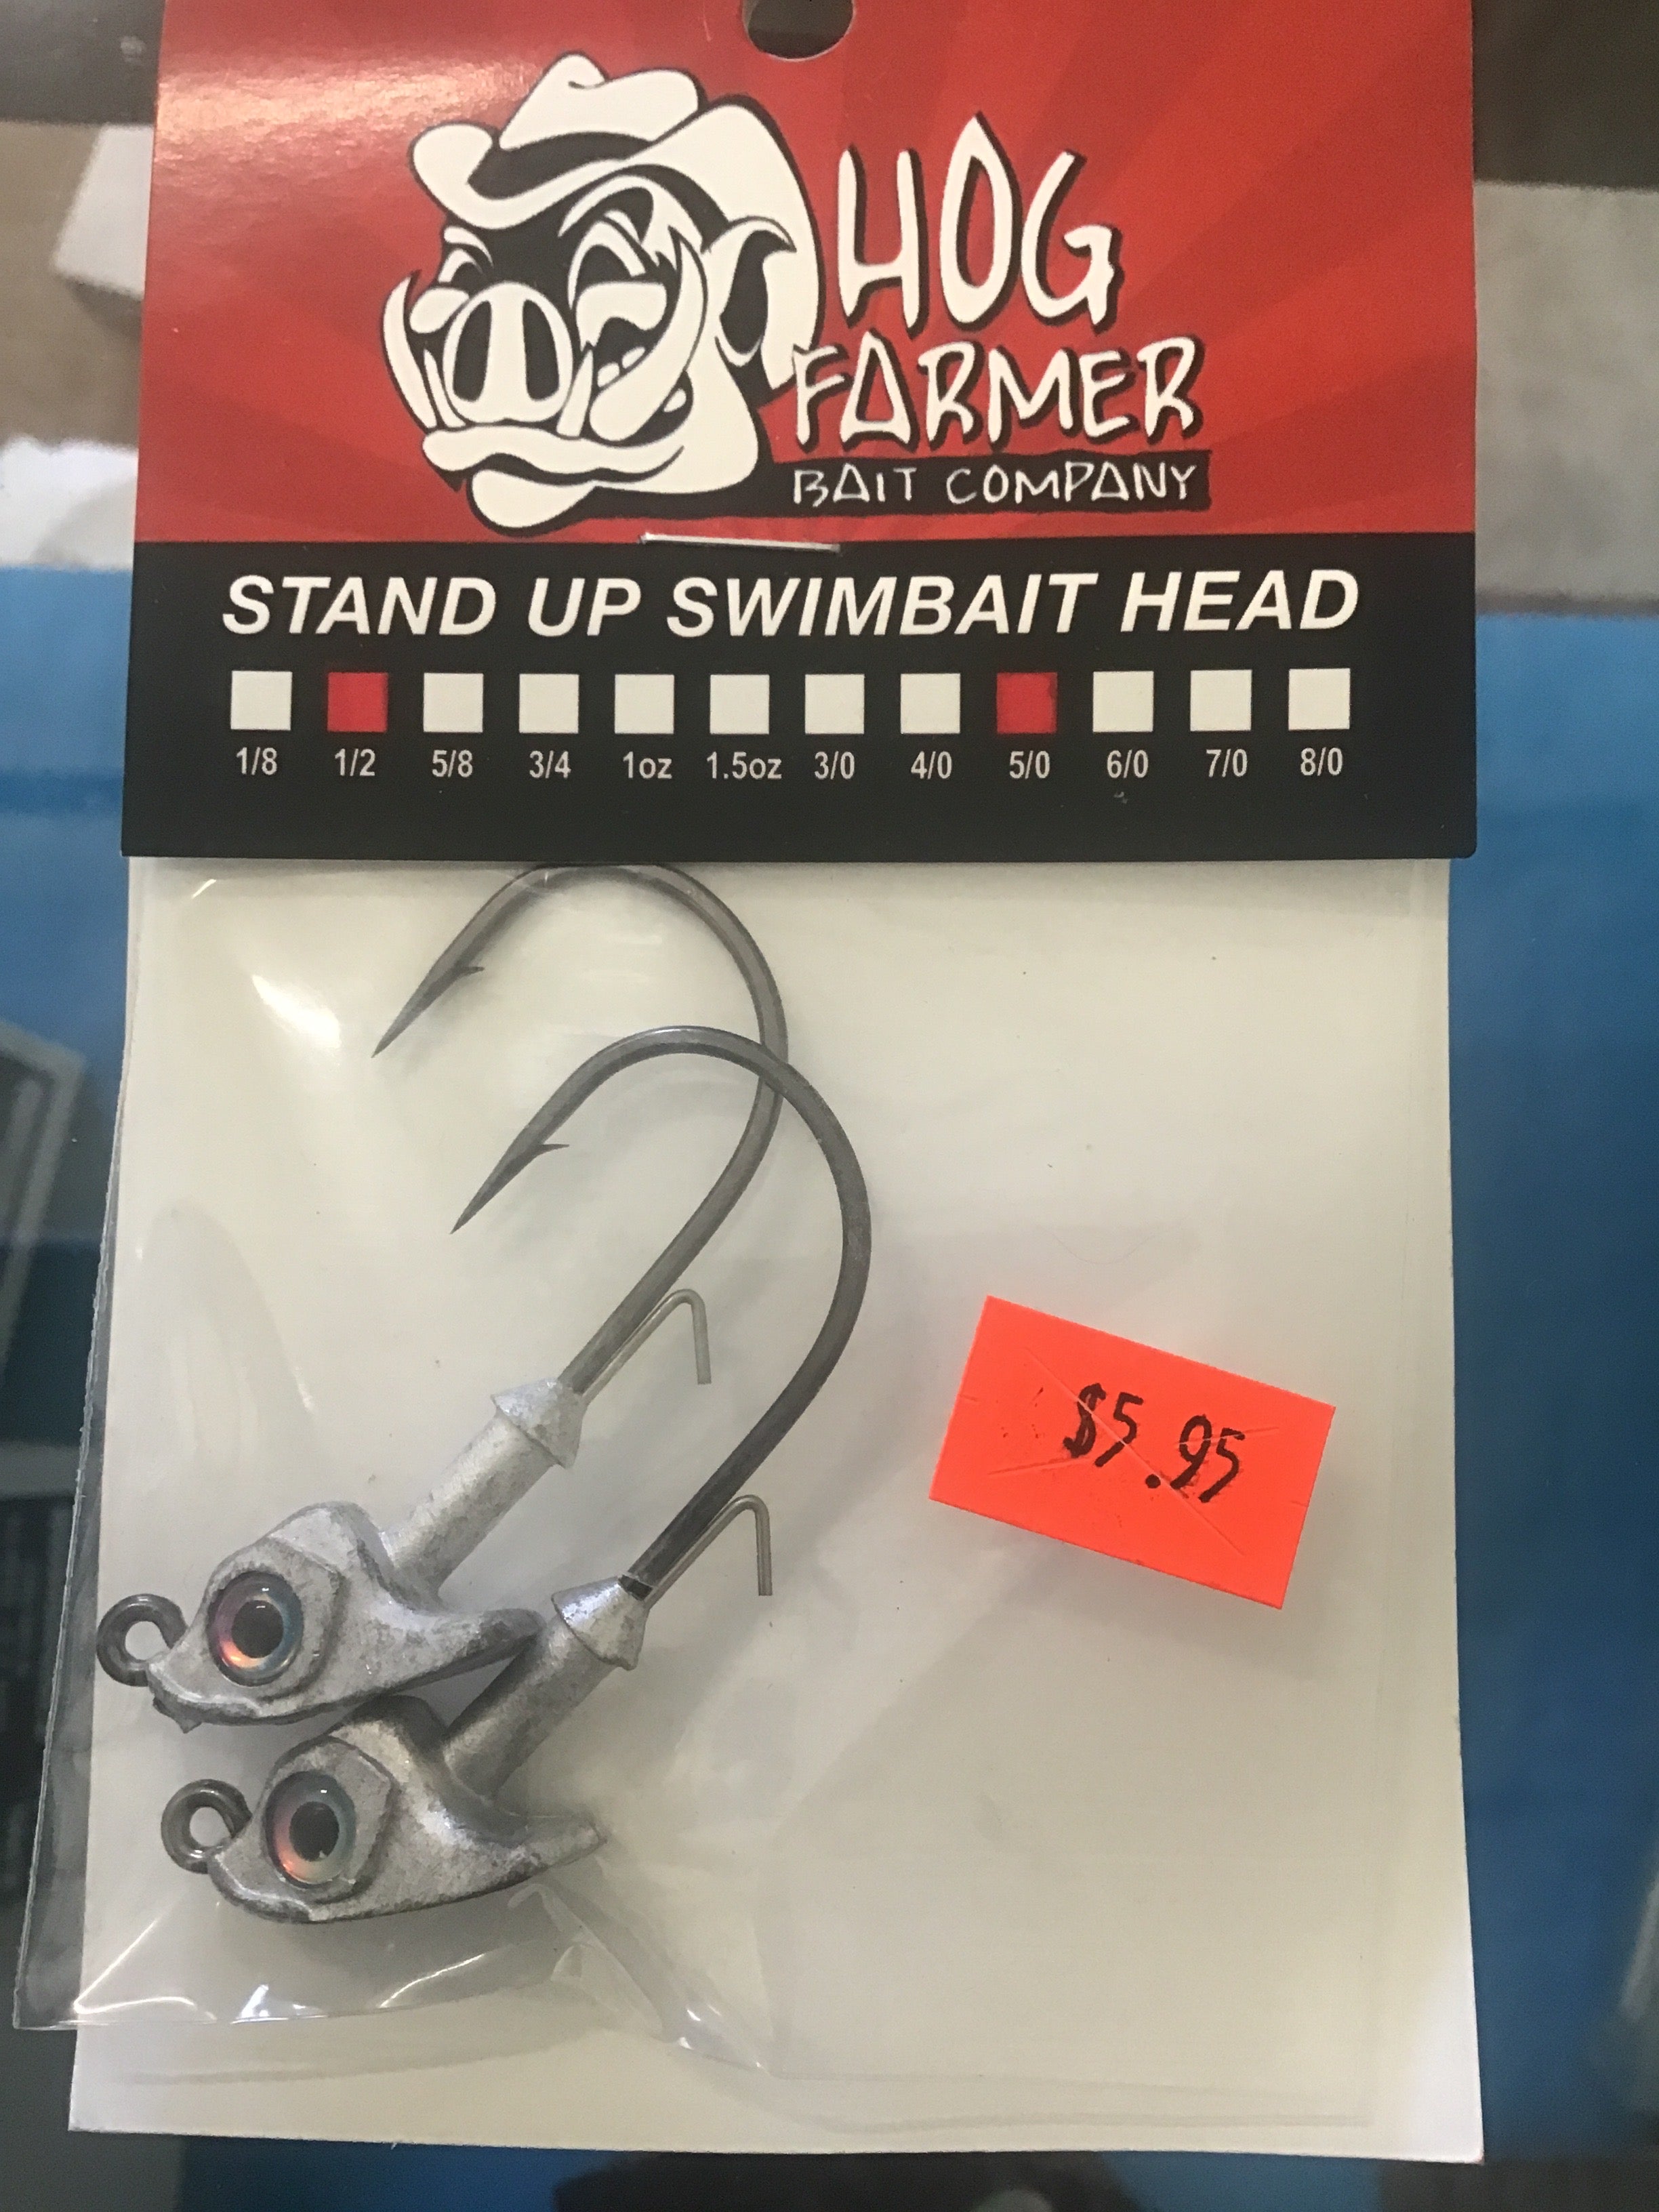 HOG
FARMER
BAIT COMPANY
STAND UP SWIMBAIT HEAD
1/8 1/2 5/8 3/4 1oz 1.5oz 3/0 4/0 5/0 6/0 7/0 8/0
$5.95